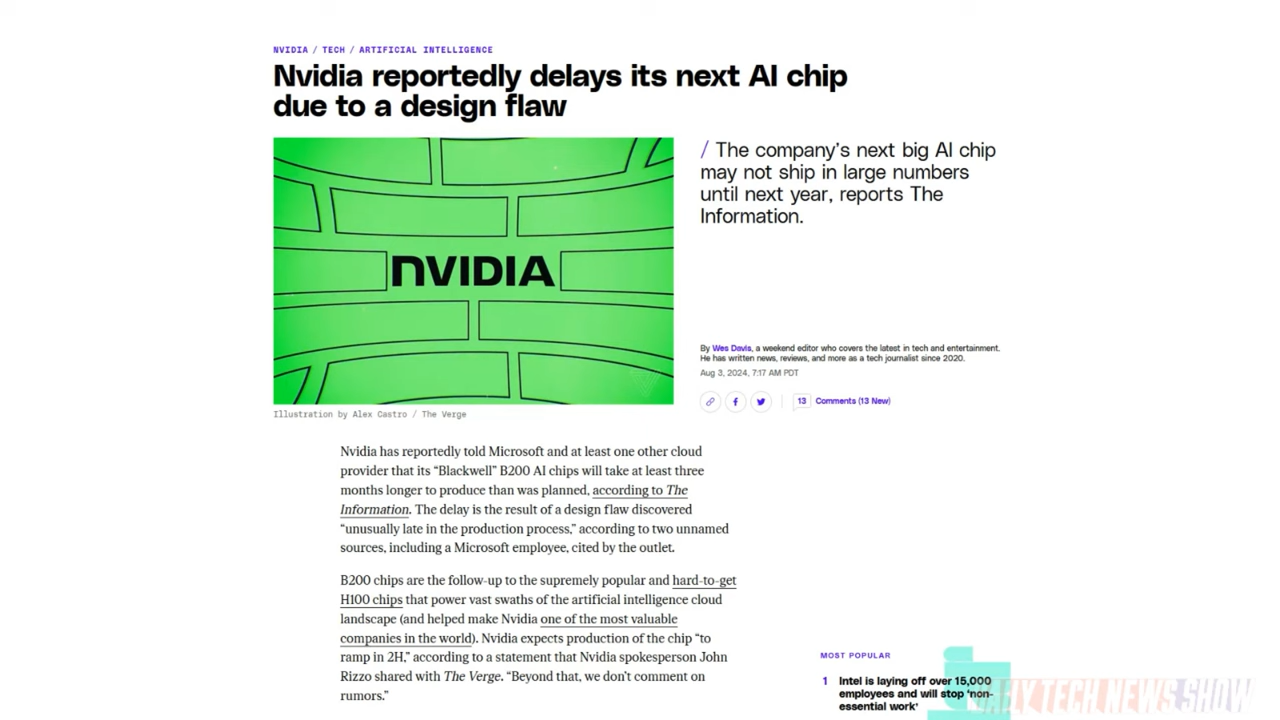 NVIDIA / TECH / ARTIFICIAL INTELLIGENCE
Nvidia reportedly delays its next AI chip
due to a design flaw
NVIDIA
Illustration by Alex Castro / The Verge
/ The company’s next big AI chip
may not ship in large numbers
until next year, reports The
Information.
By Wes Davis, a weekend editor who covers the latest in tech and entertainment.
He has written news, reviews, and more as a tech journalist since 2020.
Aug 3, 2024, 7:17 AM PDT
13 Comments (13 New)
Nvidia has reportedly told Microsoft and at least one other cloud
provider that its “Blackwell” B200 AI chips will take at least three
months longer to produce than was planned, according to The
Information. The delay is the result of a design flaw discovered
“unusually late in the production process,” according to two unnamed
sources, including a Microsoft employee, cited by the outlet.
B200 chips are the follow-up to the supremely popular and hard-to-get
H100 chips that power vast swaths of the artificial intelligence cloud
landscape (and helped make Nvidia one of the most valuable
companies in the world). Nvidia expects production of the chip “to
ramp in 2H,” according to a statement that Nvidia spokesperson John
Rizzo shared with The Verge. “Beyond that, we don’t comment on
rumors.”
MOST POPULAR
1 Intel is laying off over 15,000
employees and will stop ‘non-
essential work’
DAILY TECH NEWS SHOW